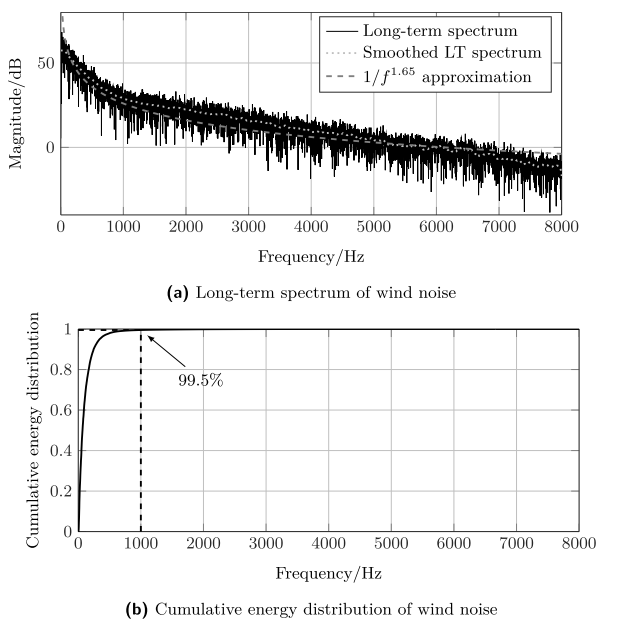 Long-term spectrum
Smoothed LT spectrum
1/f^1.65 approximation
Magnitude/dB
50
0
0 1000 2000 3000 4000 5000 6000 7000 8000
Frequency/Hz
(a) Long-term spectrum of wind noise
Cumulative energy distribution
1
0.8
0.6
0.4
0.2
0
99.5%
0 1000 2000 3000 4000 5000 6000 7000 8000
Frequency/Hz
(b) Cumulative energy distribution of wind noise